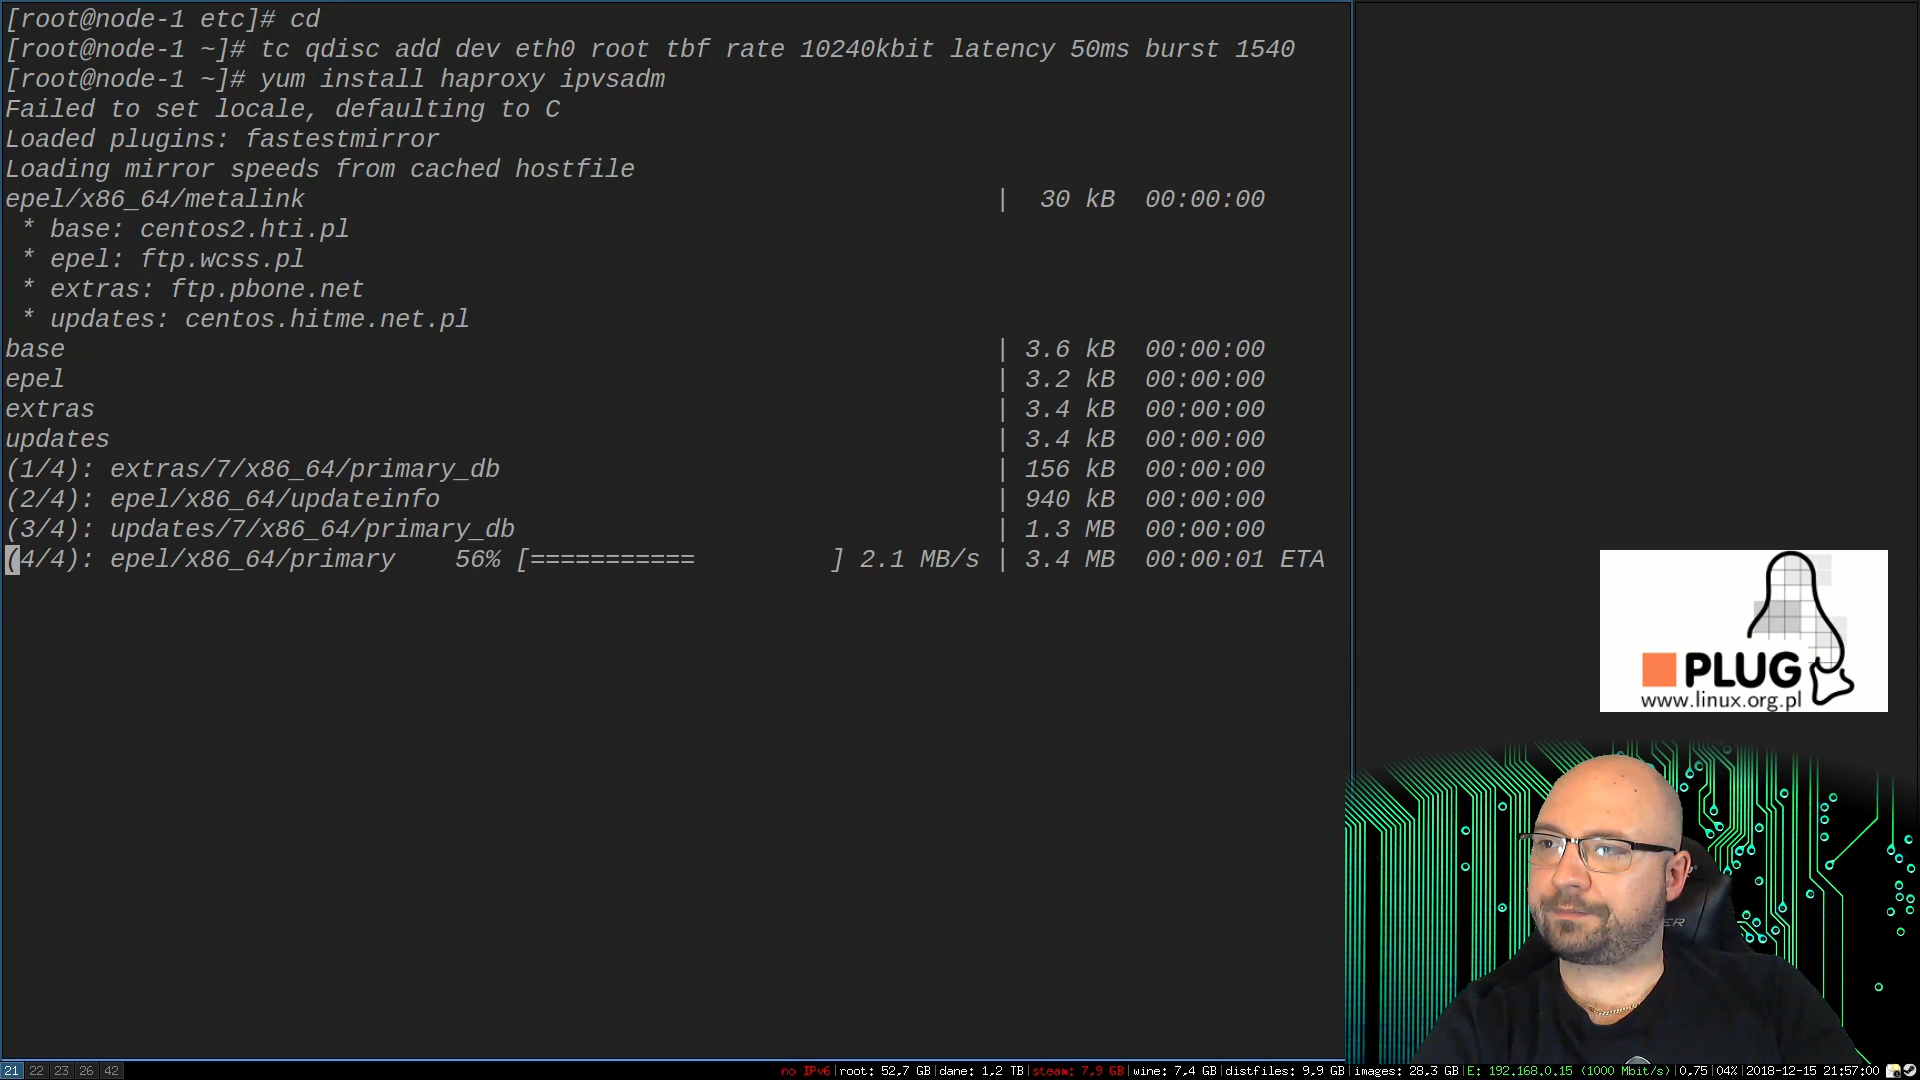 [root@node-1 etc]# cd
[root@node-1 ~]# tc qdisc add dev eth0 root tbf rate 10240kbit latency 50ms burst 1540
[root@node-1 ~]# yum install haproxy ipvsadm
Failed to set locale, defaulting to C
Loaded plugins: fastestmirror
Loading mirror speeds from cached hostfile
epel/x86_64/metalink | 30 kB 00:00:00
* base: centos2.hti.pl
* epel: ftp.wcss.pl
* extras: ftp.pbone.net
* updates: centos.hitme.net.pl
base | 3.6 kB 00:00:00
epel | 3.2 kB 00:00:00
extras | 3.4 kB 00:00:00
updates | 3.4 kB 00:00:00
(1/4): extras/7/x86_64/primary_db | 156 kB 00:00:00
(2/4): epel/x86_64/updateinfo | 940 kB 00:00:00
(3/4): updates/7/x86_64/primary_db | 1.3 MB 00:00:00
(4/4): epel/x86_64/primary 56% [=========== ] 2.1 MB/s | 3.4 MB 00:00:01 ETA
PLUG
www.linux.org.pl
21 22 23 26 42
no IPv6|root: 52,7 GB|dane: 1,2 TB|steam: 7,9 GB|wine: 7,4 GB|distfiles: 9,9 GB|images: 28,3 GB|E: 192.168.0.15 (1000 Mbit/s)|0,75|04%|2018-12-15 21:57:00